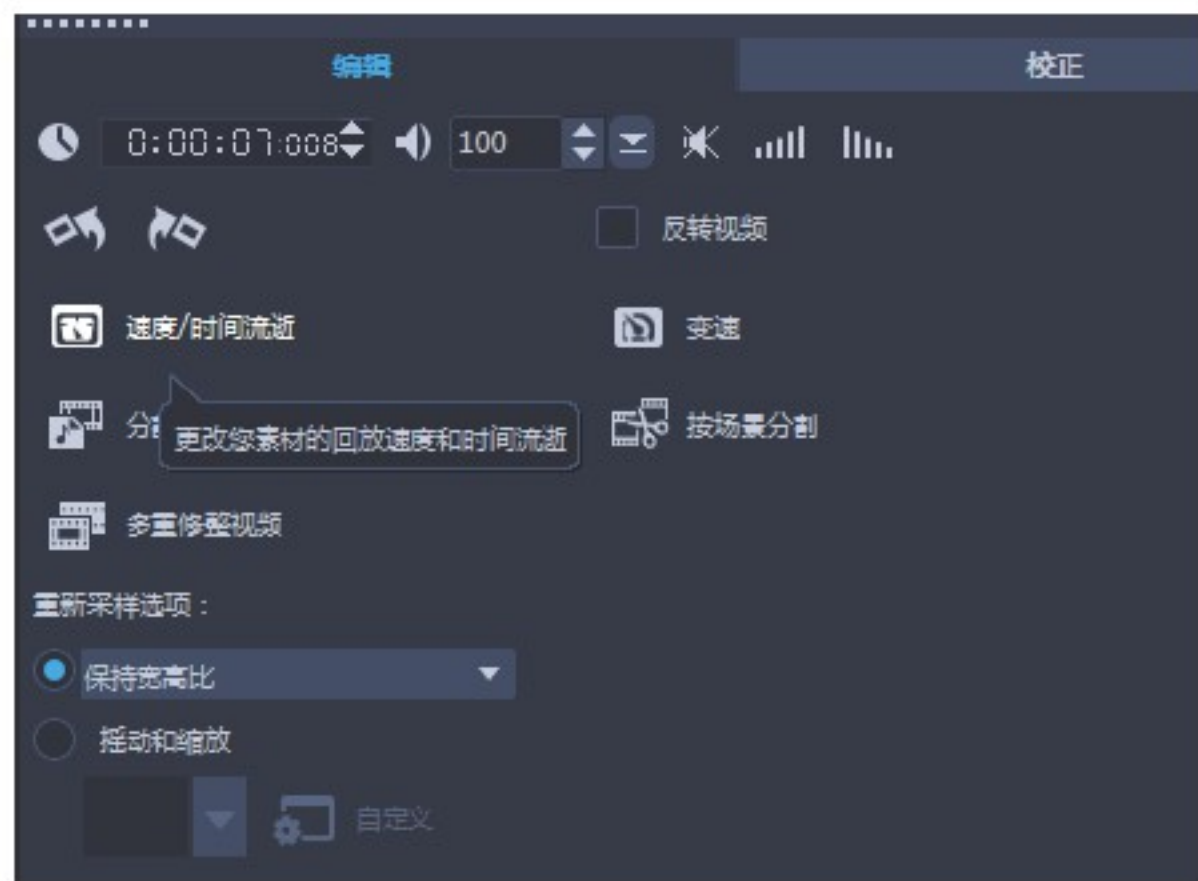 编辑 校正
0:00:07:008 100
反转视频
速度/时间流逝 变速
分 更改您素材的回放速度和时间流逝 按场景分割
多重修整视频
重新采样选项：
保持宽高比
摇动和缩放
自定义